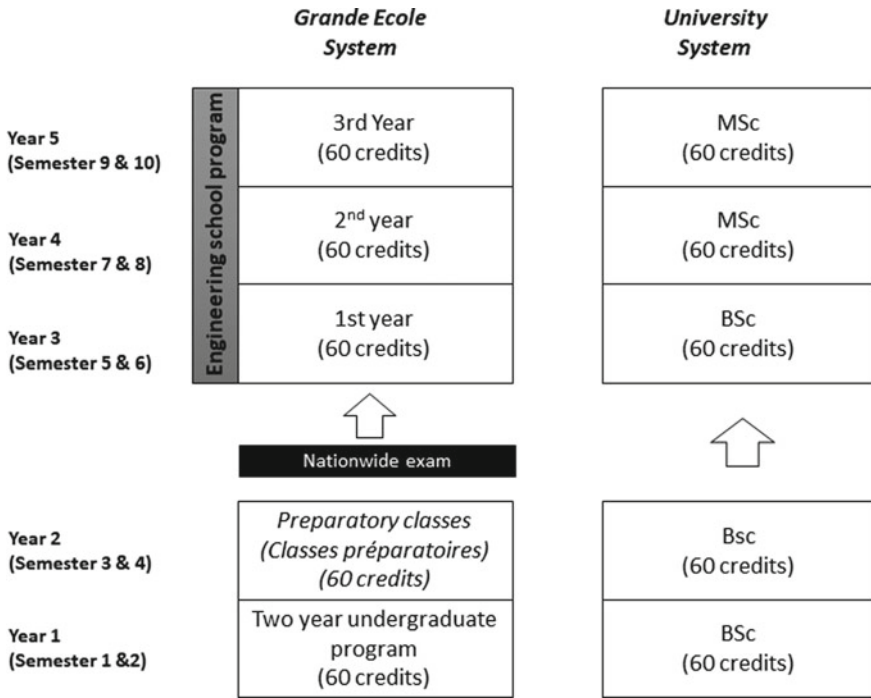 Grande Ecole
System
University
System
Engineering school program
Year 5
(Semester 9 & 10)
3rd Year
(60 credits)
MSc
(60 credits)
Year 4
(Semester 7 & 8)
2nd year
(60 credits)
MSc
(60 credits)
Year 3
(Semester 5 & 6)
1st year
(60 credits)
BSc
(60 credits)
Nationwide exam
Year 2
(Semester 3 & 4)
Preparatory classes
(Classes préparatoires)
(60 credits)
Bsc
(60 credits)
Year 1
(Semester 1 &2)
Two year undergraduate
program
(60 credits)
BSc
(60 credits)